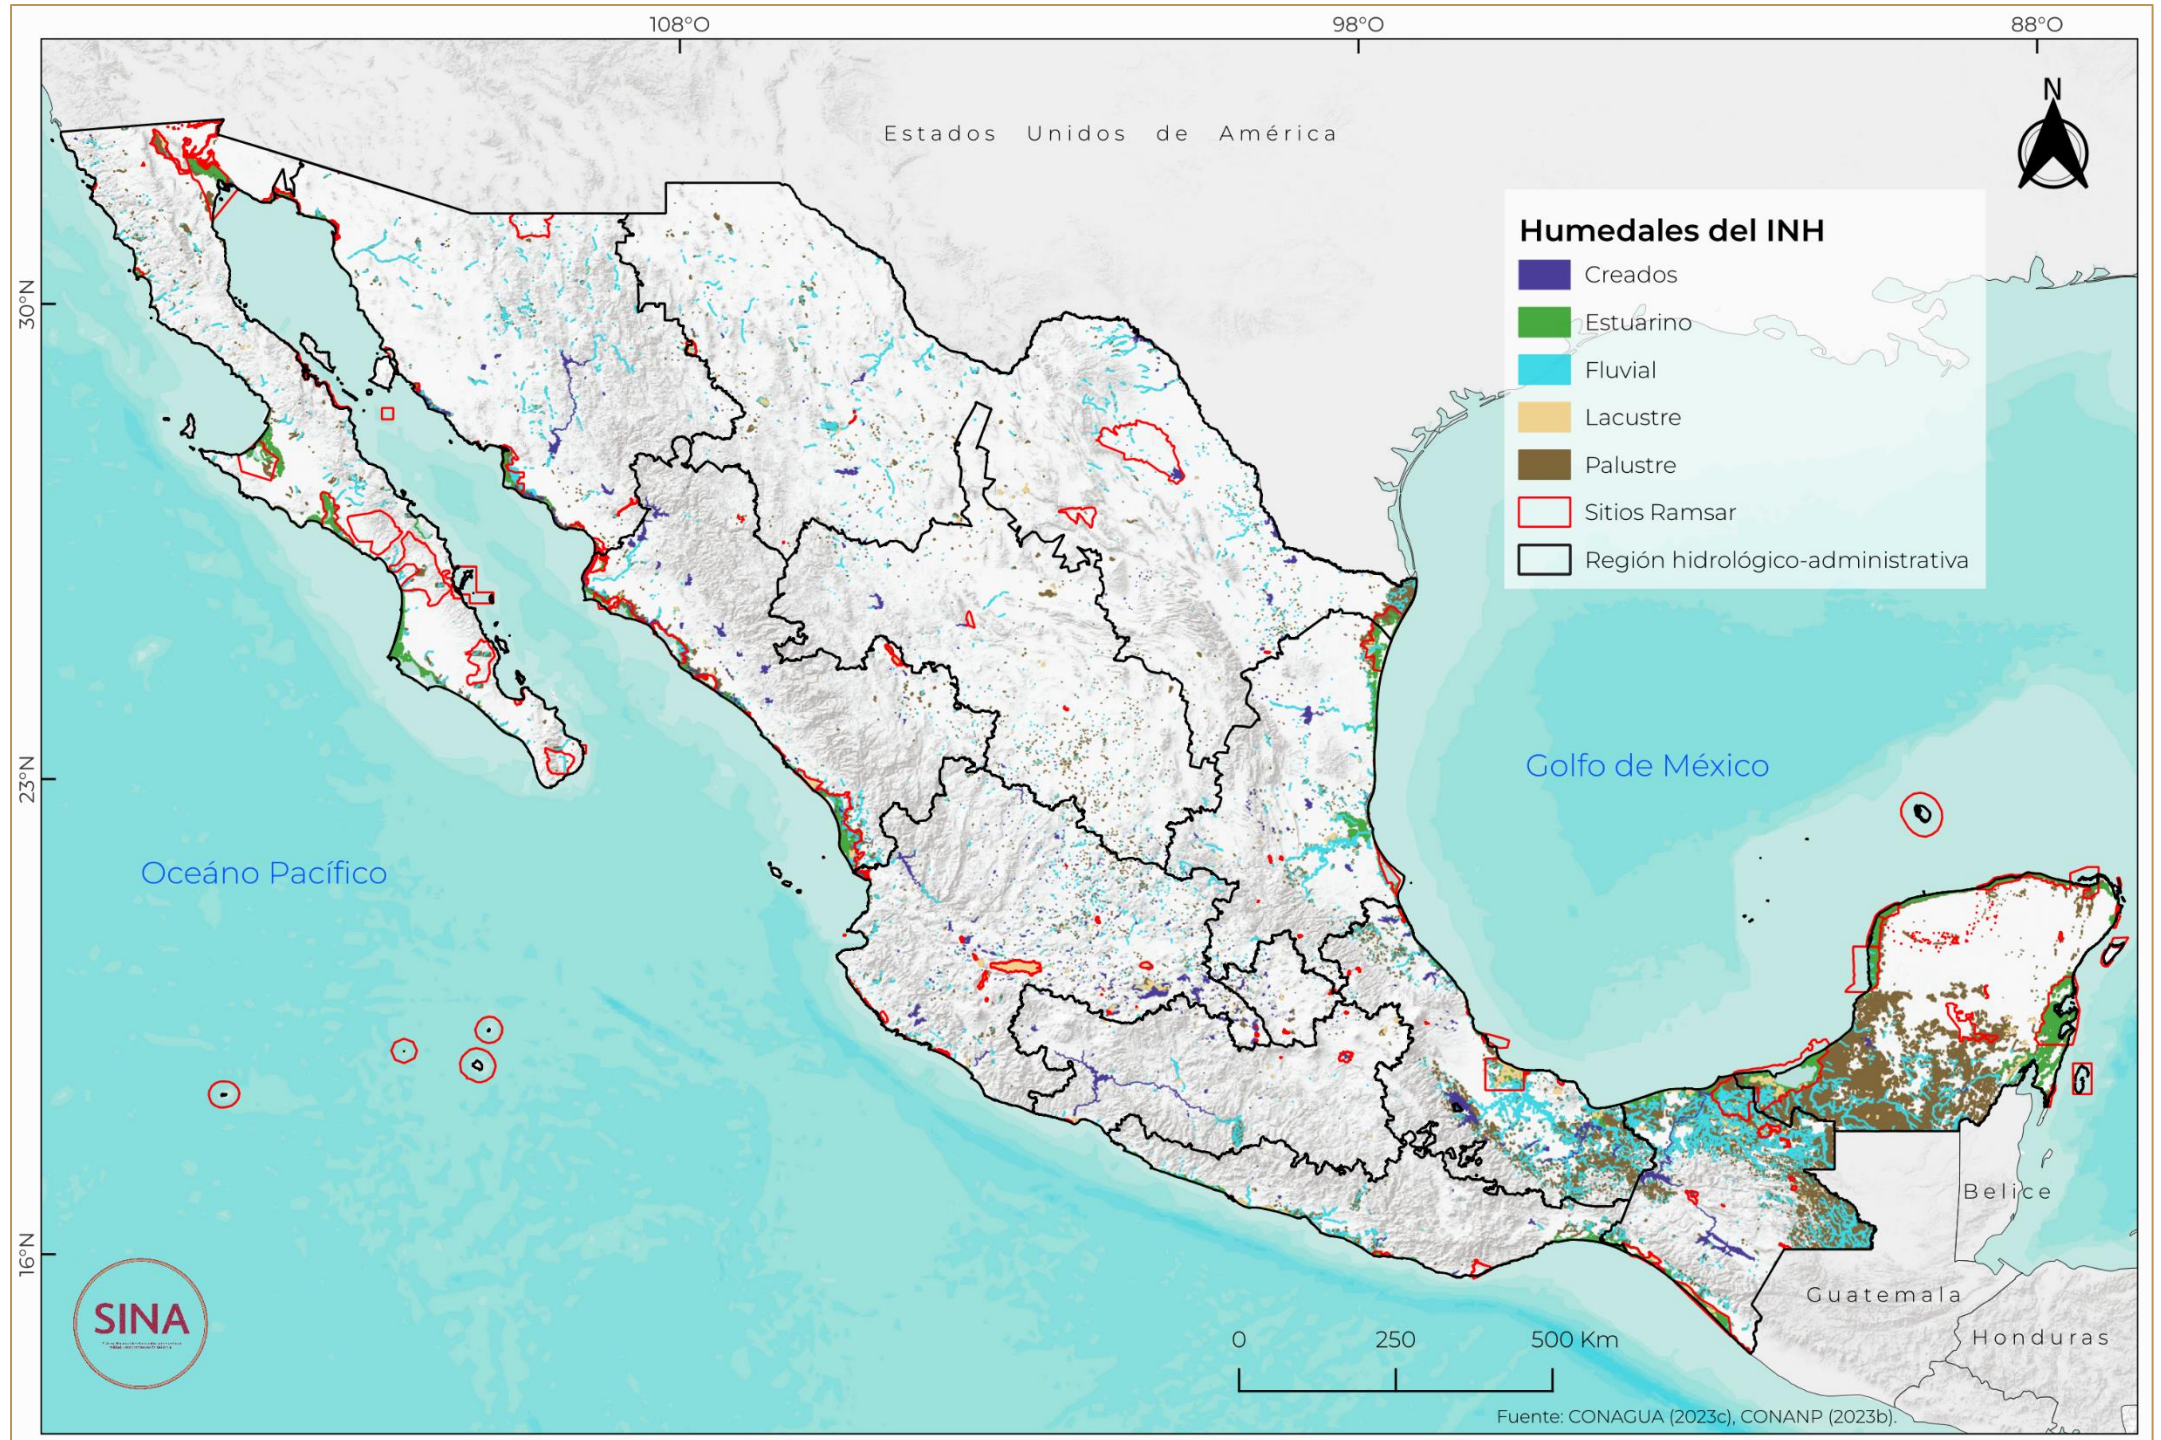 108°O
98°O
88°O
N
Estados Unidos de América
Humedales del INH
Creados
Estuarino
Fluvial
Lacustre
Palustre
Sitios Ramsar
Región hidrológico-administrativa
30°N
23°N
16°N
Golfo de México
Oceáno Pacífico
Belice
Guatemala
Honduras
SINA
0
250
500 Km
Fuente: CONAGUA (2023c), CONANP (2023b).